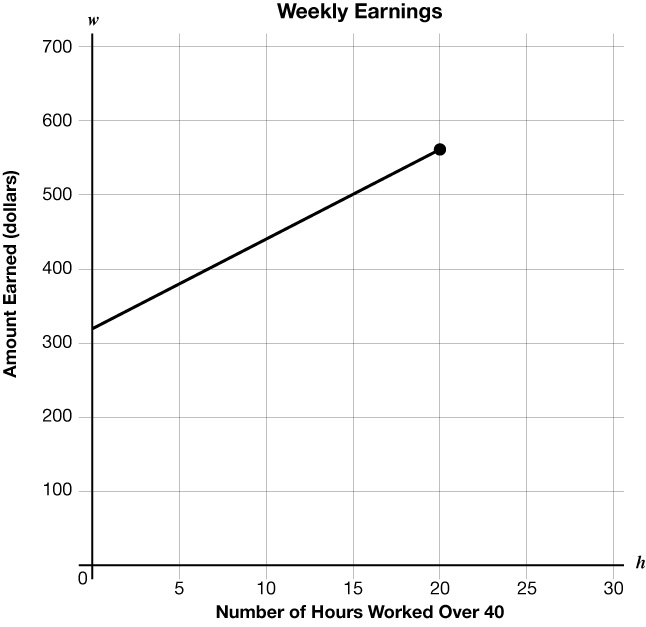 Weekly Earnings
w
700
600
500
400
300
200
100
0
Amount Earned (dollars)
5 10 15 20 25 30
h
Number of Hours Worked Over 40